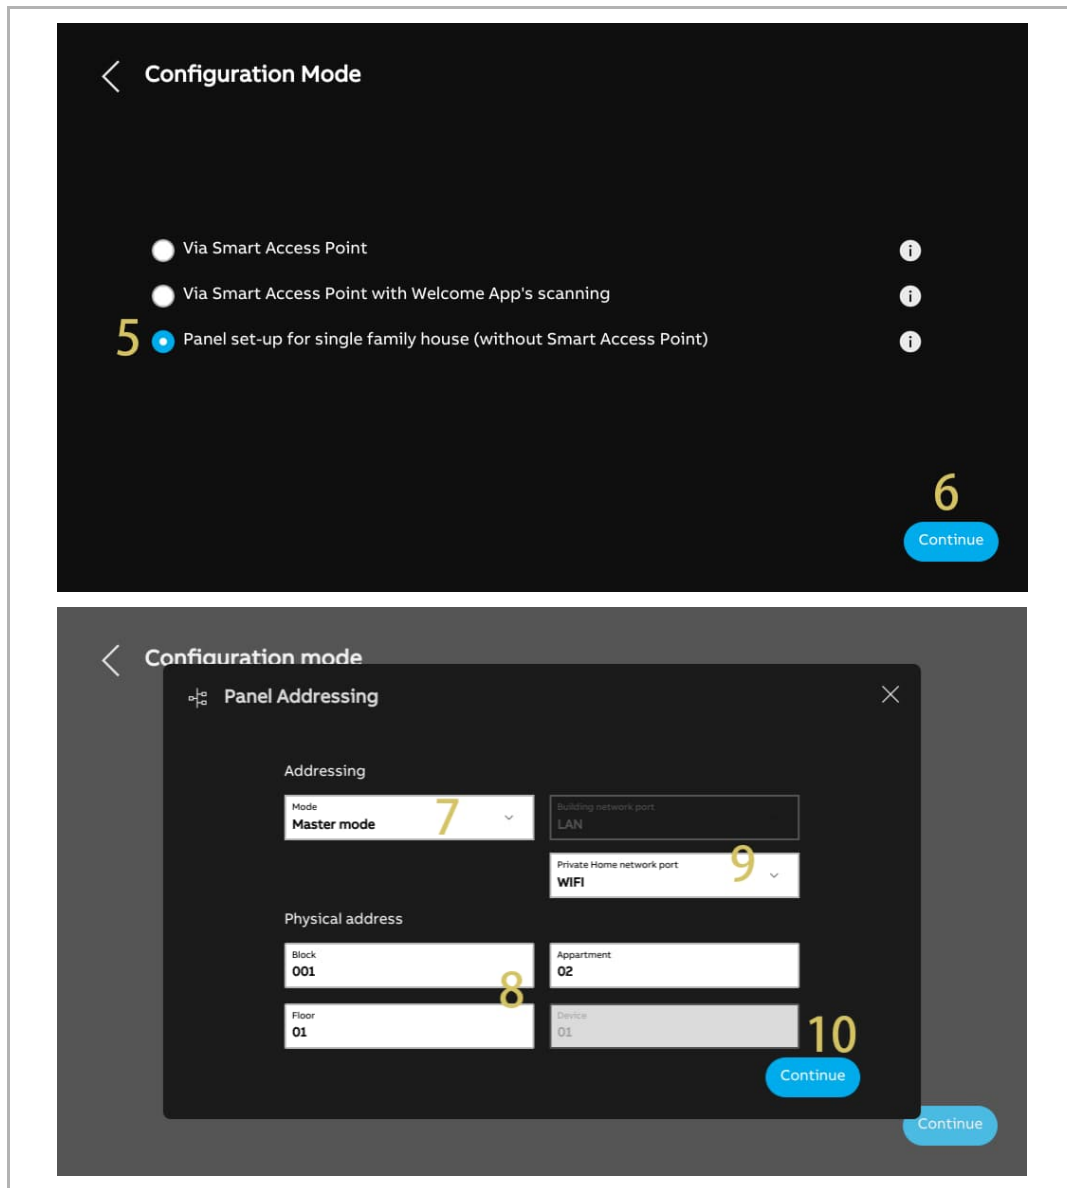 Configuration Mode
Via Smart Access Point
i
Via Smart Access Point with Welcome App's scanning
i
5
Panel set-up for single family house (without Smart Access Point)
i
6
Continue
Configuration mode
Panel Addressing
Addressing
Mode
Master mode
7
Building network port
LAN
Private Home network port
WIFI
9
Physical address
Block
001
8
Appartment
02
Floor
01
Device
01
10
Continue
Continue